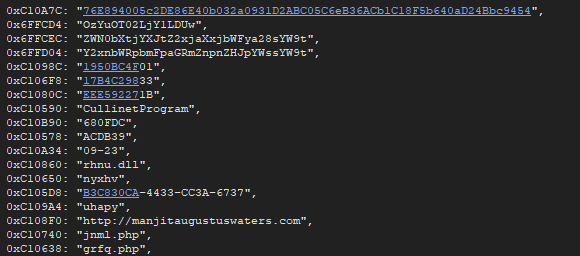 0xC10A7C: "76E894005c2DE86E40b032a0931D2ABC05C6eB36ACb1C18F5b640aD24Bbc9454",
0x6FFCD4: "OzYuOT02LjYlLDUw",
0x6FFCEC: "ZWN0bXtjYXJtZ2xjaXxjbWFya28sYW9t",
0x6FFD04: "Y2xnbWRpbmFpaGRmZnpnZHJpYWssYW9t",
0xC1098C: "1950BC4F01",
0xC106F8: "17B4C29833",
0xC1080C: "EEE592271B",
0xC10590: "CullinetProgram",
0xC10B90: "680FDC",
0xC10578: "ACDB39",
0xC10A34: "09-23",
0xC10860: "rhnu.dll",
0xC10650: "nyxhv",
0xC105D8: "B3C830CA-4433-CC3A-6737",
0xC109A4: "uhapy",
0xC108F0: "http://manjitaugustuswaters.com",
0xC10740: "jnml.php",
0xC10638: "grfq.php",